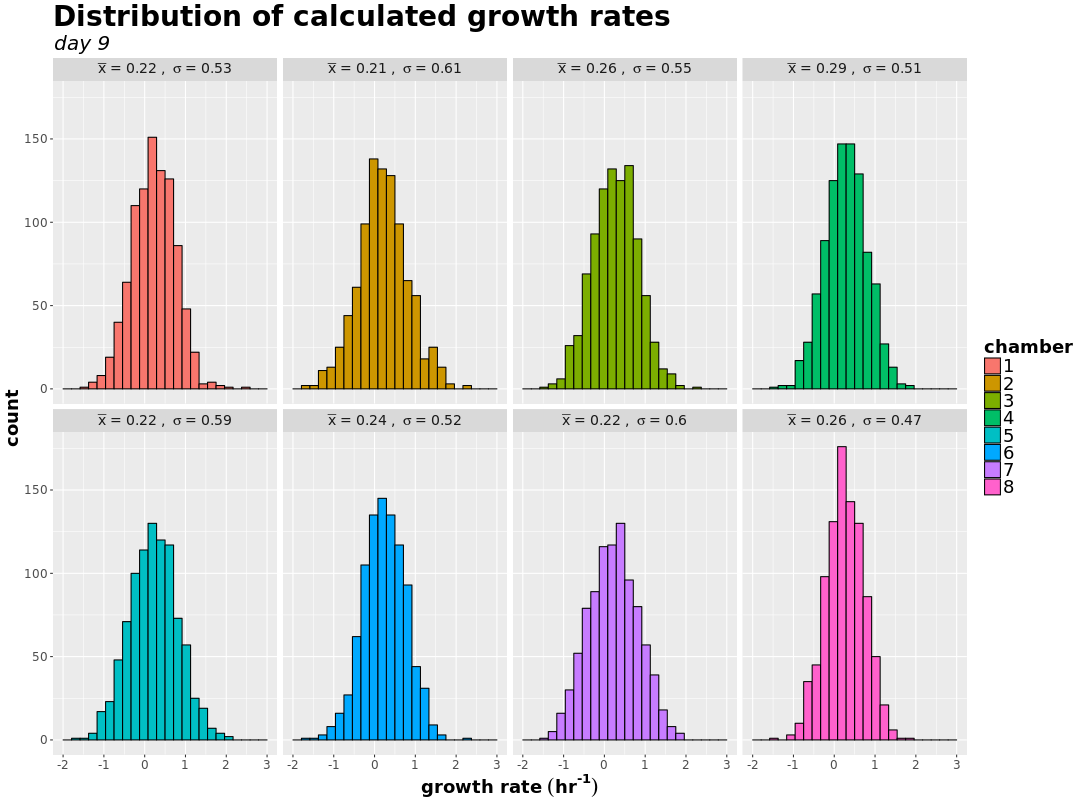 Distribution of calculated growth rates
day 9
x̅ = 0.22 , σ = 0.53
x̅ = 0.21 , σ = 0.61
x̅ = 0.26 , σ = 0.55
x̅ = 0.29 , σ = 0.51
150
100
50
0
x̅ = 0.22 , σ = 0.59
x̅ = 0.24 , σ = 0.52
x̅ = 0.22 , σ = 0.6
x̅ = 0.26 , σ = 0.47
150
100
50
0
-2 -1 0 1 2 3
-2 -1 0 1 2 3
-2 -1 0 1 2 3
-2 -1 0 1 2 3
count
growth rate (hr⁻¹)
chamber
1
2
3
4
5
6
7
8